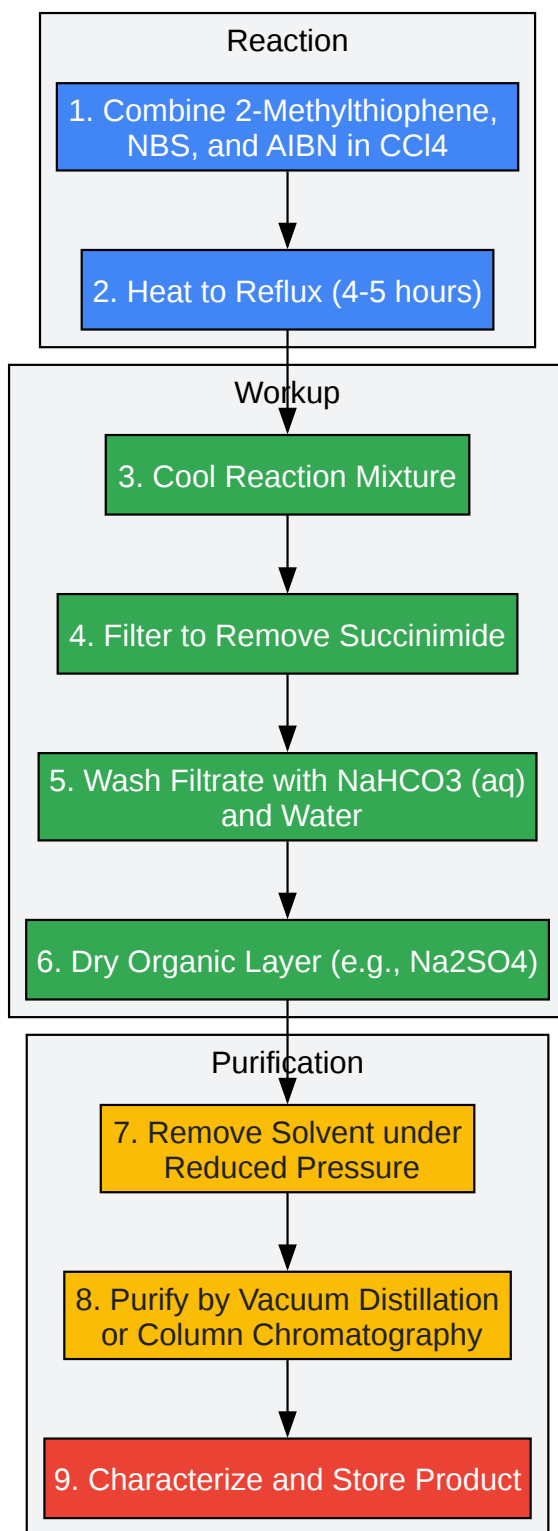 Reaction
1. Combine 2-Methylthiophene,
NBS, and AIBN in CCl4
2. Heat to Reflux (4-5 hours)
Workup
3. Cool Reaction Mixture
4. Filter to Remove Succinimide
5. Wash Filtrate with NaHCO3 (aq)
and Water
6. Dry Organic Layer (e.g., Na2SO4)
Purification
7. Remove Solvent under
Reduced Pressure
8. Purify by Vacuum Distillation
or Column Chromatography
9. Characterize and Store Product